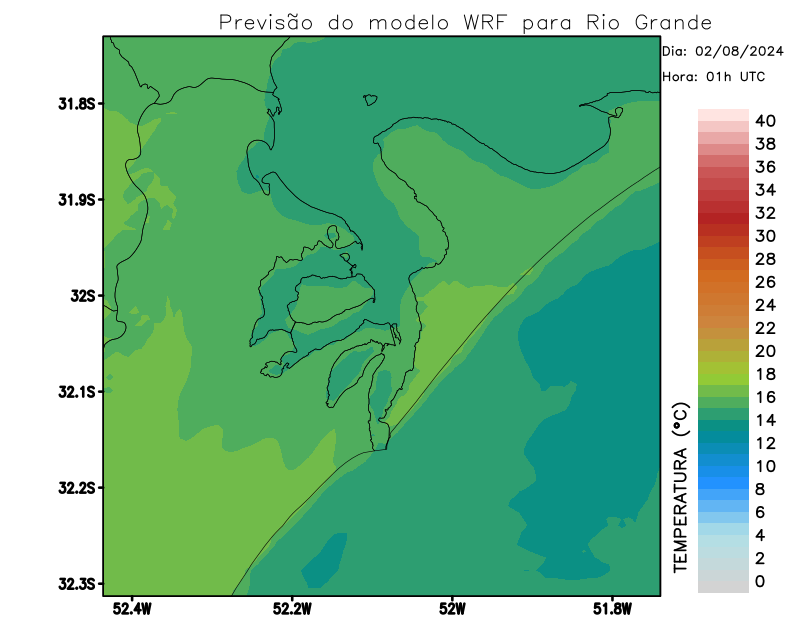 Previsão do modelo WRF para Rio Grande
Dia: 02/08/2024
Hora: 01h UTC
31.8S
31.9S
32S
32.1S
32.2S
32.3S
52.4W
52.2W
52W
51.8W
TEMPERATURA (°C)
40
38
36
34
32
30
28
26
24
22
20
18
16
14
12
10
8
6
4
2
0